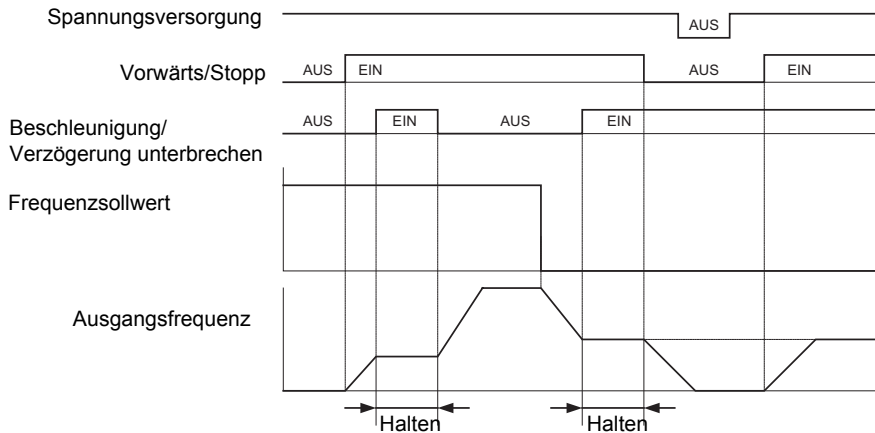 Spannungsversorgung
AUS
Vorwärts/Stopp
AUS EIN AUS EIN
Beschleunigung/
Verzögerung unterbrechen
AUS EIN AUS EIN
Frequenzsollwert
Ausgangsfrequenz
Halten Halten